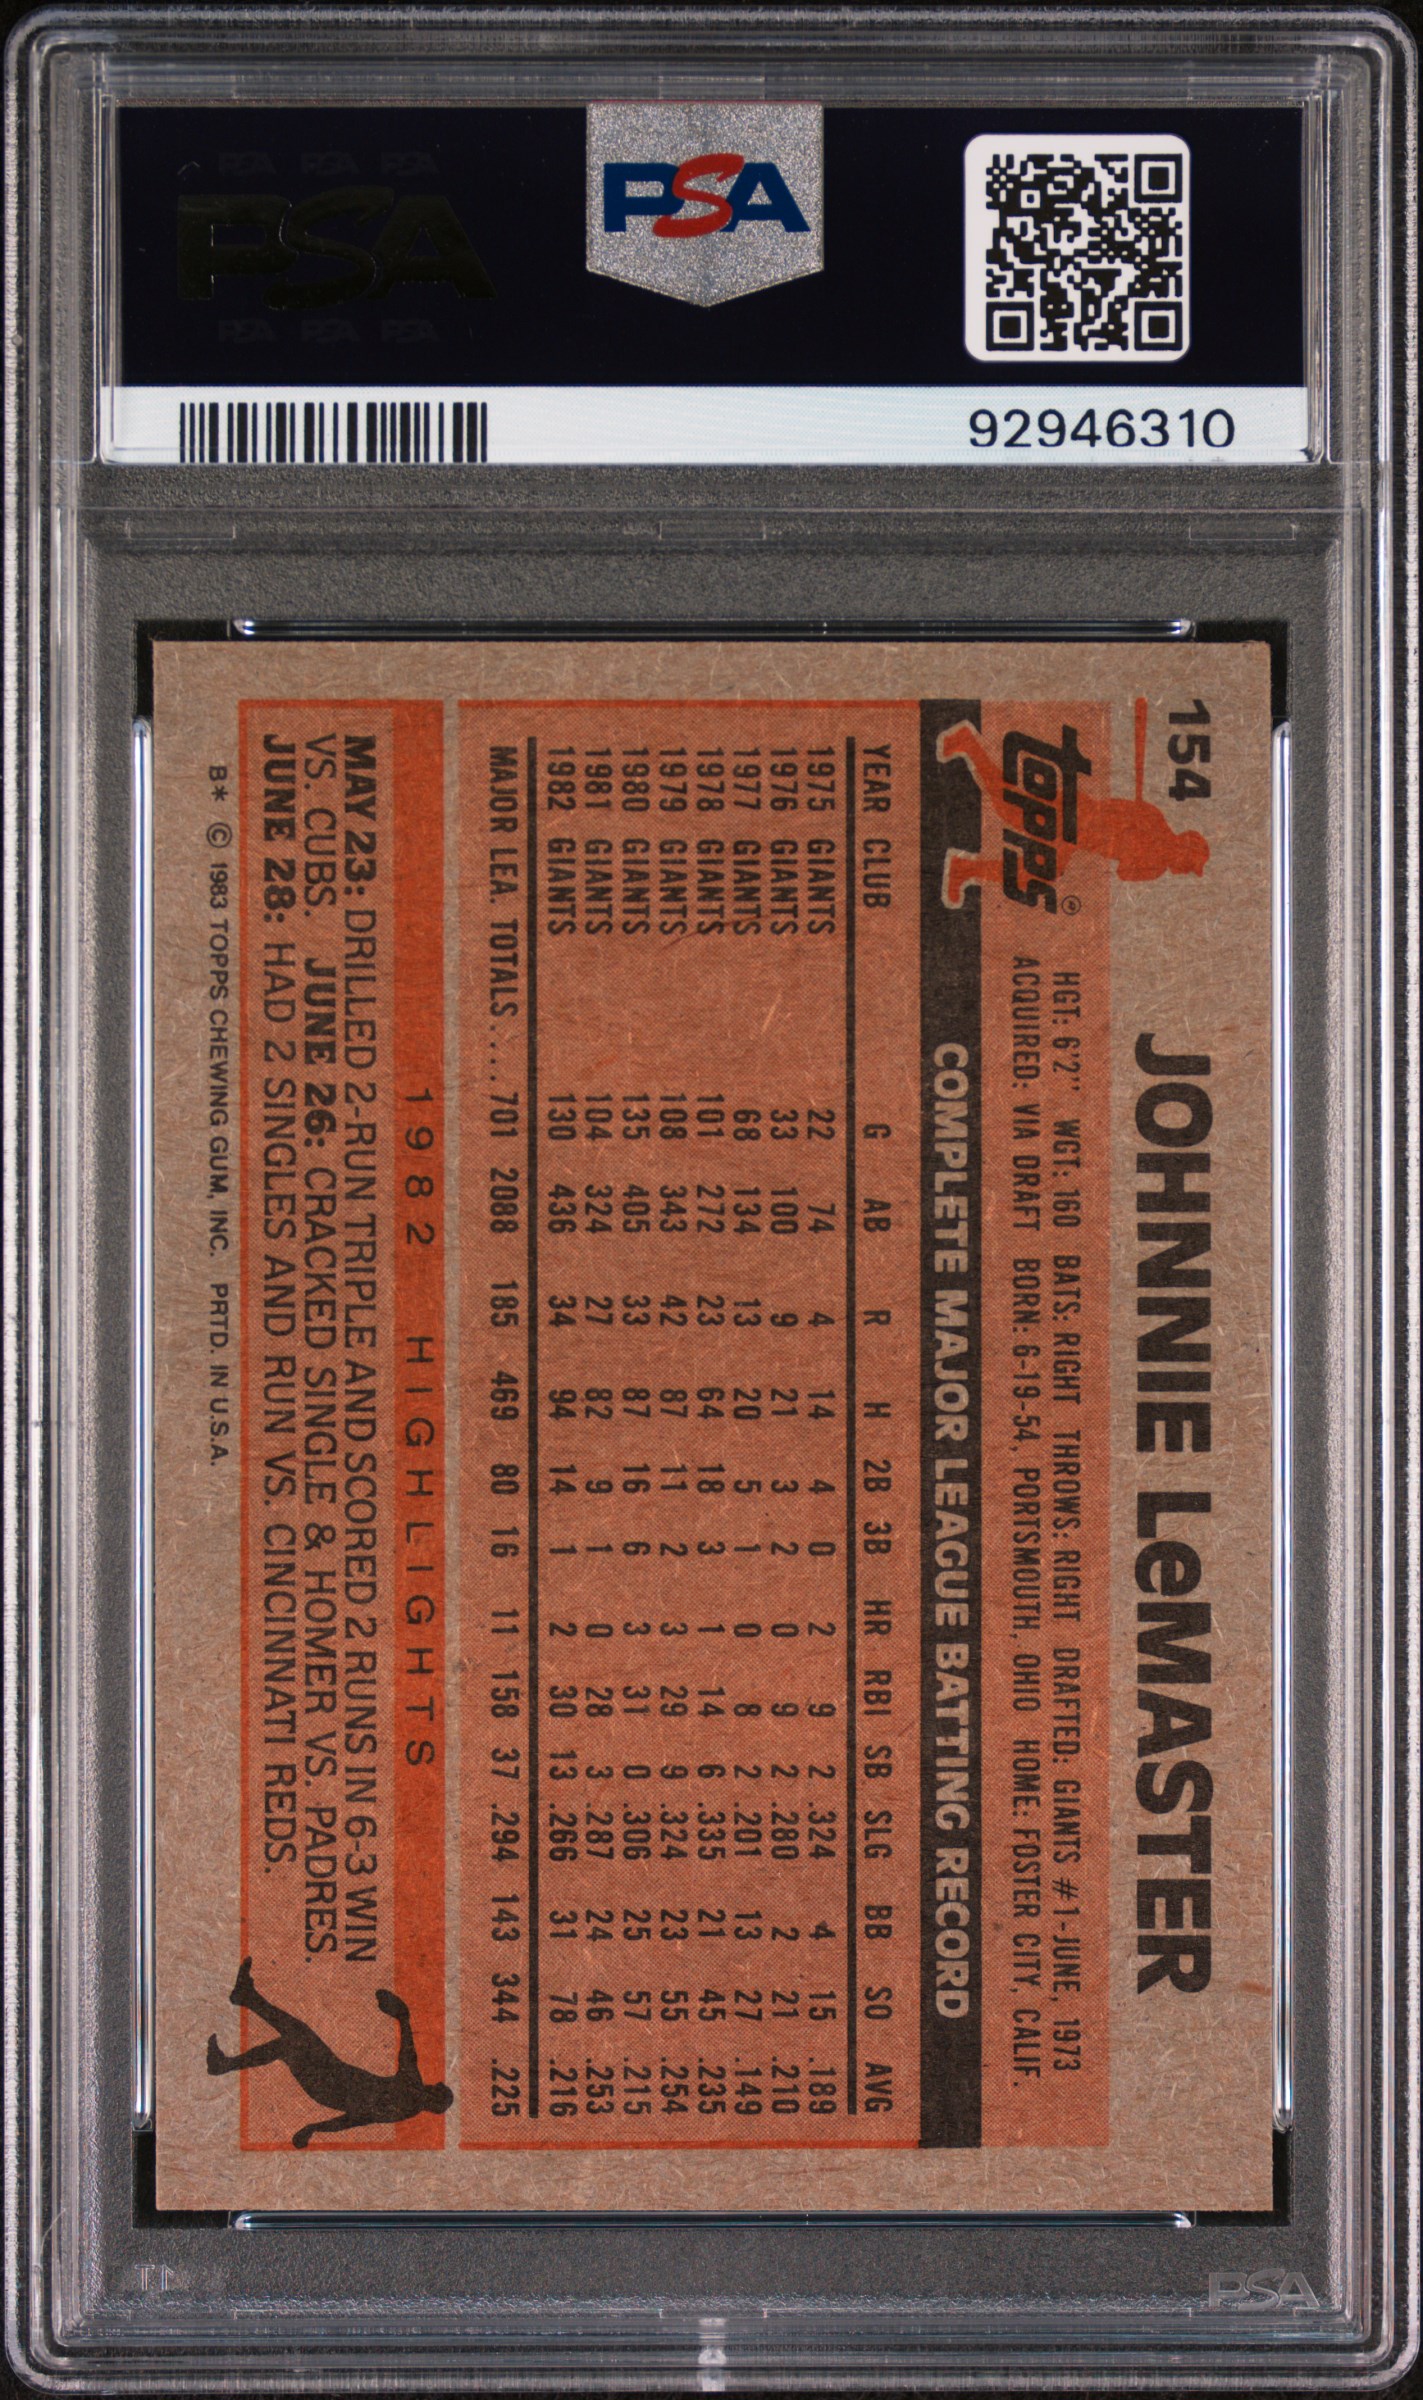 PSA PSA PSA
PSA
PSA PSA PSA
PSA
92946310
154
JOHNNIE LeMASTER
Topps®
HGT: 6'2" WGT: 160 BATS: RIGHT THROWS: RIGHT DRAFTED: GIANTS #1-JUNE, 1973
ACQUIRED: VIA DRAFT BORN: 6-19-54, PORTSMOUTH, OHIO HOME: FOSTER CITY, CALIF.
COMPLETE MAJOR LEAGUE BATTING RECORD
YEAR CLUB G AB R H 2B 3B HR RBI SB SLG BB SO AVG
1975 GIANTS 22 74 4 14 4 0 2 9 2 .324 4 15 .189
1976 GIANTS 33 100 9 21 3 2 0 9 2 .280 2 21 .210
1977 GIANTS 68 134 13 20 5 1 0 8 2 .201 13 27 .149
1978 GIANTS 101 272 23 64 18 3 1 14 6 .335 21 45 .235
1979 GIANTS 108 343 42 87 11 2 3 29 9 .324 23 55 .254
1980 GIANTS 135 405 33 87 16 6 3 31 0 .306 25 57 .215
1981 GIANTS 104 324 27 82 9 1 0 28 3 .287 24 46 .253
1982 GIANTS 130 436 34 94 14 1 2 30 13 .266 31 78 .216
MAJOR LEA. TOTALS.... 701 2088 185 469 80 16 11 158 37 .294 143 344 .225
1982 HIGHLIGHTS
MAY 23: DRILLED 2-RUN TRIPLE AND SCORED 2 RUNS IN 6-3 WIN
VS. CUBS. JUNE 26: CRACKED SINGLE & HOMER VS. PADRES.
JUNE 28: HAD 2 SINGLES AND RUN VS. CINCINNATI REDS.
B* © 1983 TOPPS CHEWING GUM, INC. PRTD. IN U.S.A.
PSA